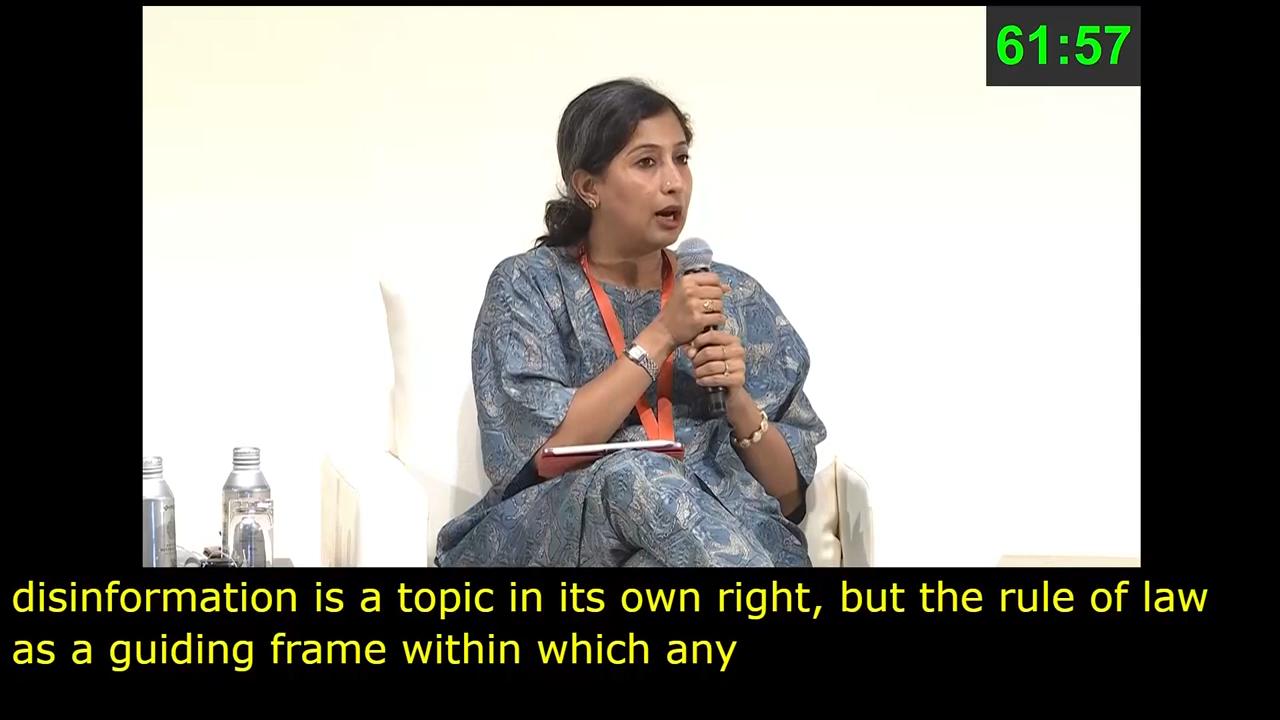 61:57
disinformation is a topic in its own right, but the rule of law
as a guiding frame within which any